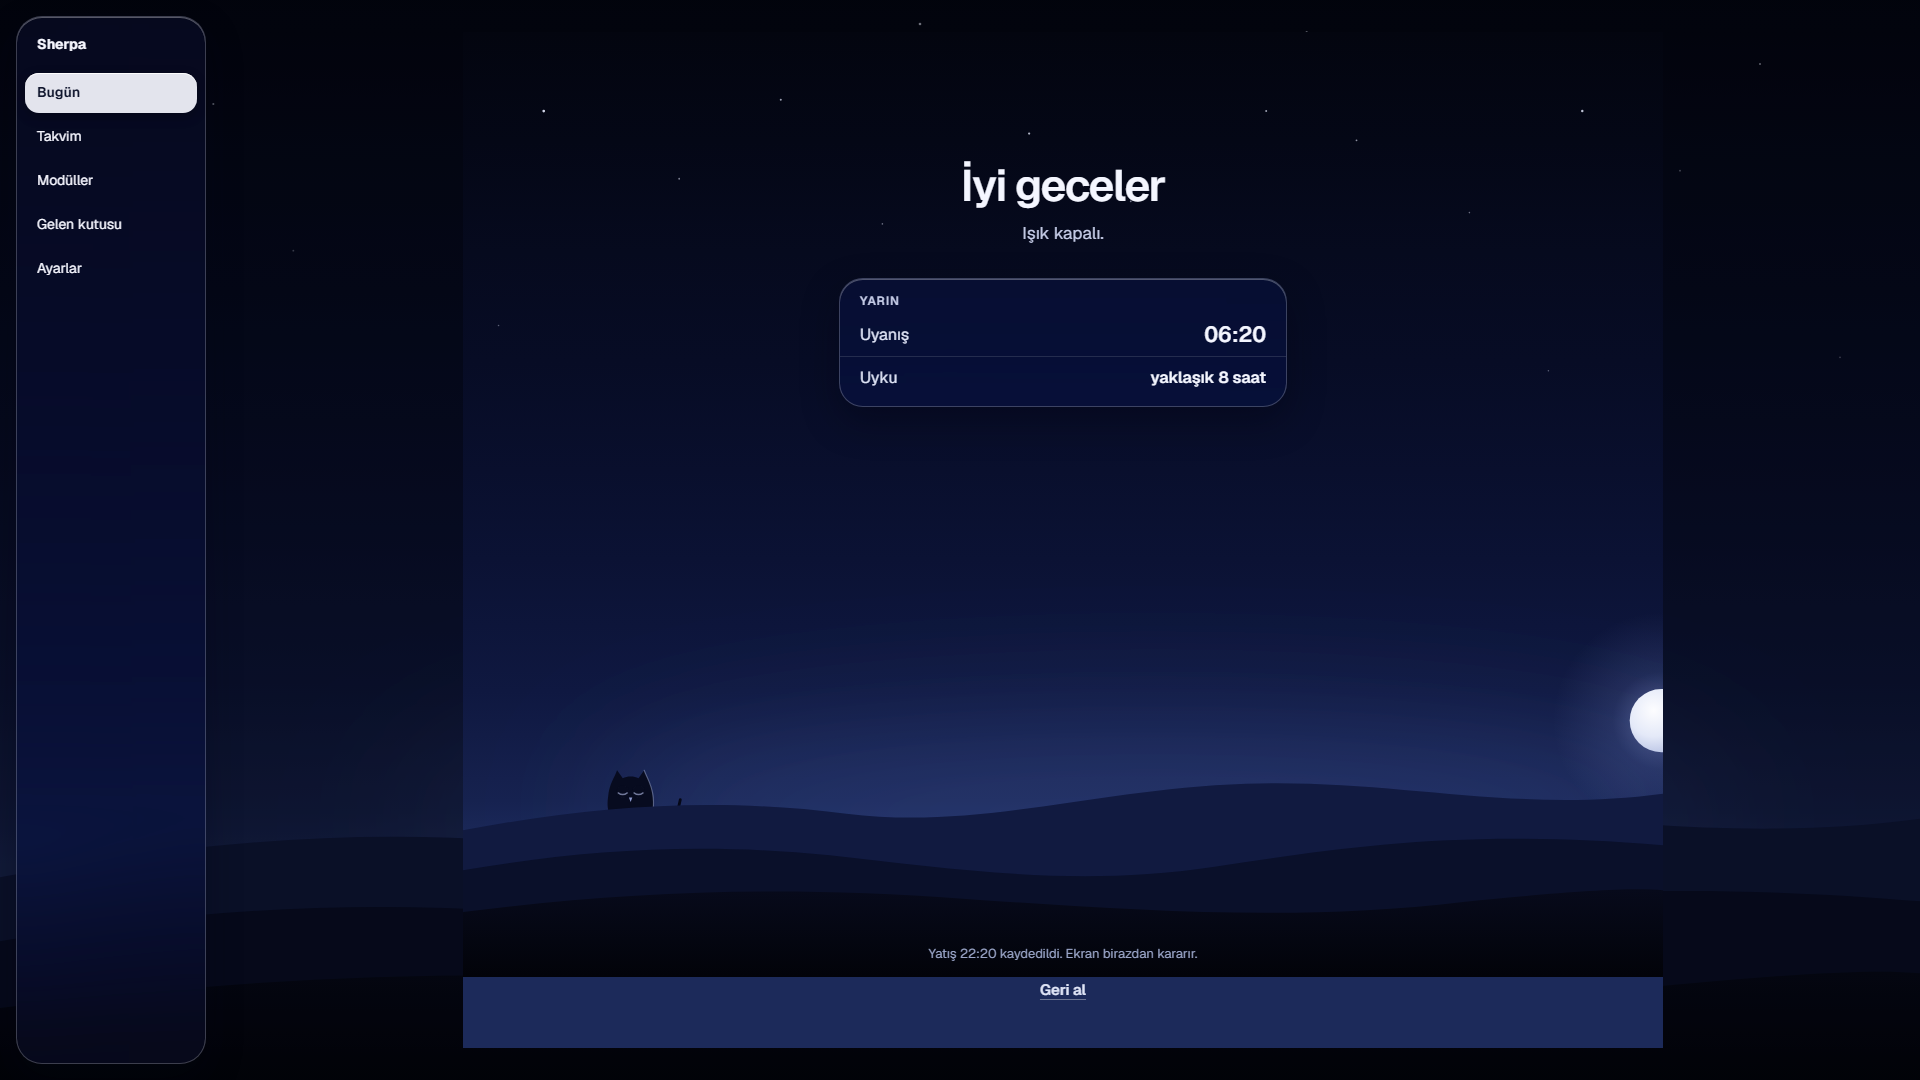 Sherpa
Bugün
Takvim
Modüller
Gelen kutusu
Ayarlar
İyi geceler
Işık kapalı.
YARIN
Uyanış 06:20
Uyku yaklaşık 8 saat
Yatış 22:20 kaydedildi. Ekran birazdan kararır.
Geri al